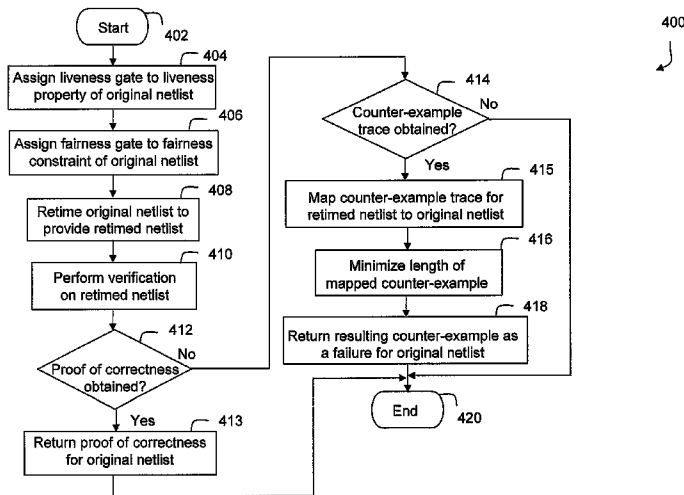 400
Start
402
404
Assign liveness gate to liveness
property of original netlist
406
Assign fairness gate to fairness
constraint of original netlist
408
Retime original netlist to
provide retimed netlist
410
Perform verification
on retimed netlist
412
Proof of correctness
obtained?
No
Yes
413
Return proof of correctness
for original netlist
414
Counter-example
trace obtained?
No
Yes
415
Map counter-example trace for
retimed netlist to original netlist
416
Minimize length of
mapped counter-example
418
Return resulting counter-example as
a failure for original netlist
End
420